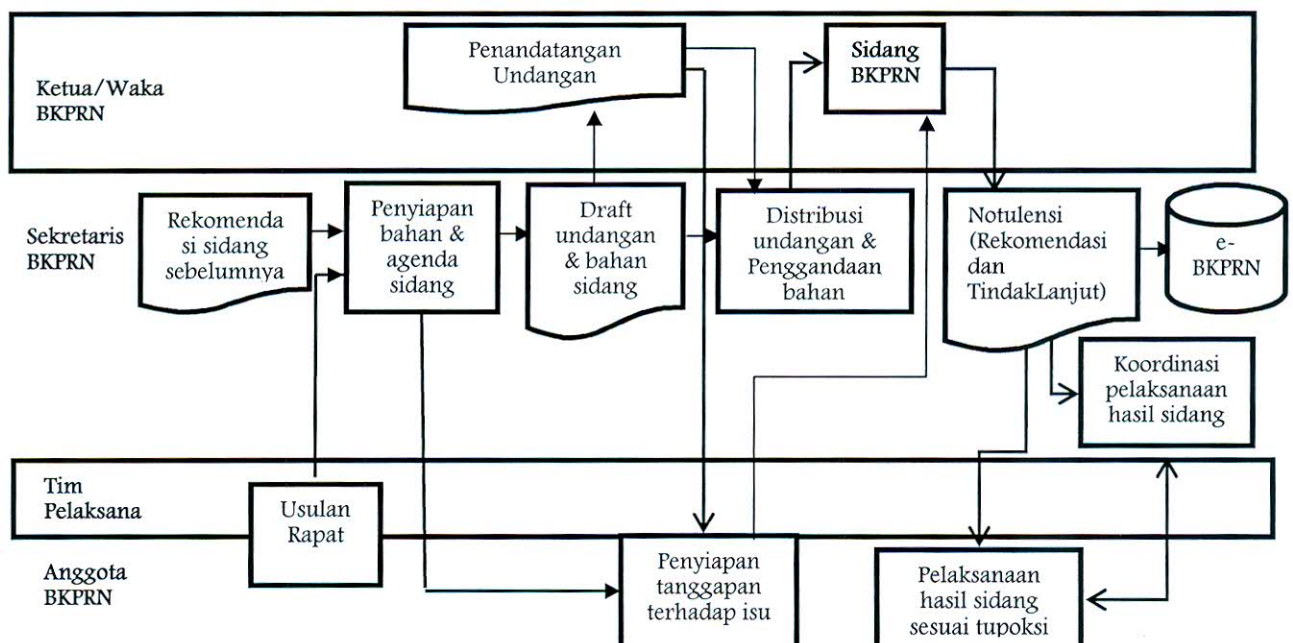 Ketua/Waka
BKPRN
Penandatangan
Undangan
Sidang
BKPRN
Sekretaris
BKPRN
Rekomenda
si sidang
sebelumnya
Penyiapan
bahan &
agenda
sidang
Draft
undangan
& bahan
sidang
Distribusi
undangan &
Penggandaan
bahan
Notulensi
(Rekomendasi
dan
TindakLanjut)
e-
BKPRN
Koordinasi
pelaksanaan
hasil sidang
Tim
Pelaksana
Usulan
Rapat
Anggota
BKPRN
Penyiapan
tanggapan
terhadap isu
Pelaksanaan
hasil sidang
sesuai tupoksi